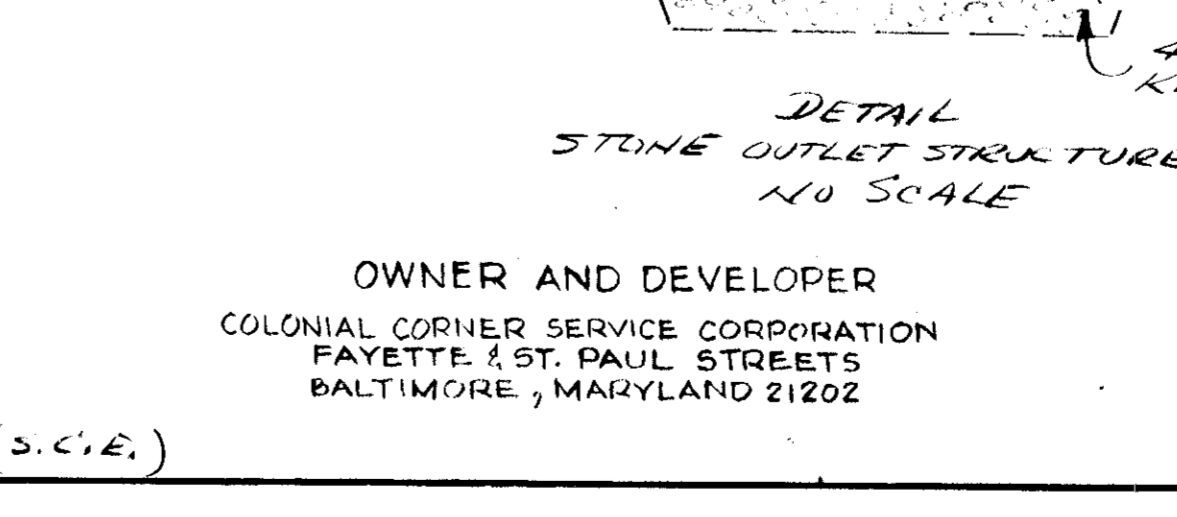 DETAIL
STONE OUTLET STRUCTURE
NO SCALE
OWNER AND DEVELOPER
COLONIAL CORNER SERVICE CORPORATION
FAYETTE & ST. PAUL STREETS
BALTIMORE, MARYLAND 21202
(S.C.E.)